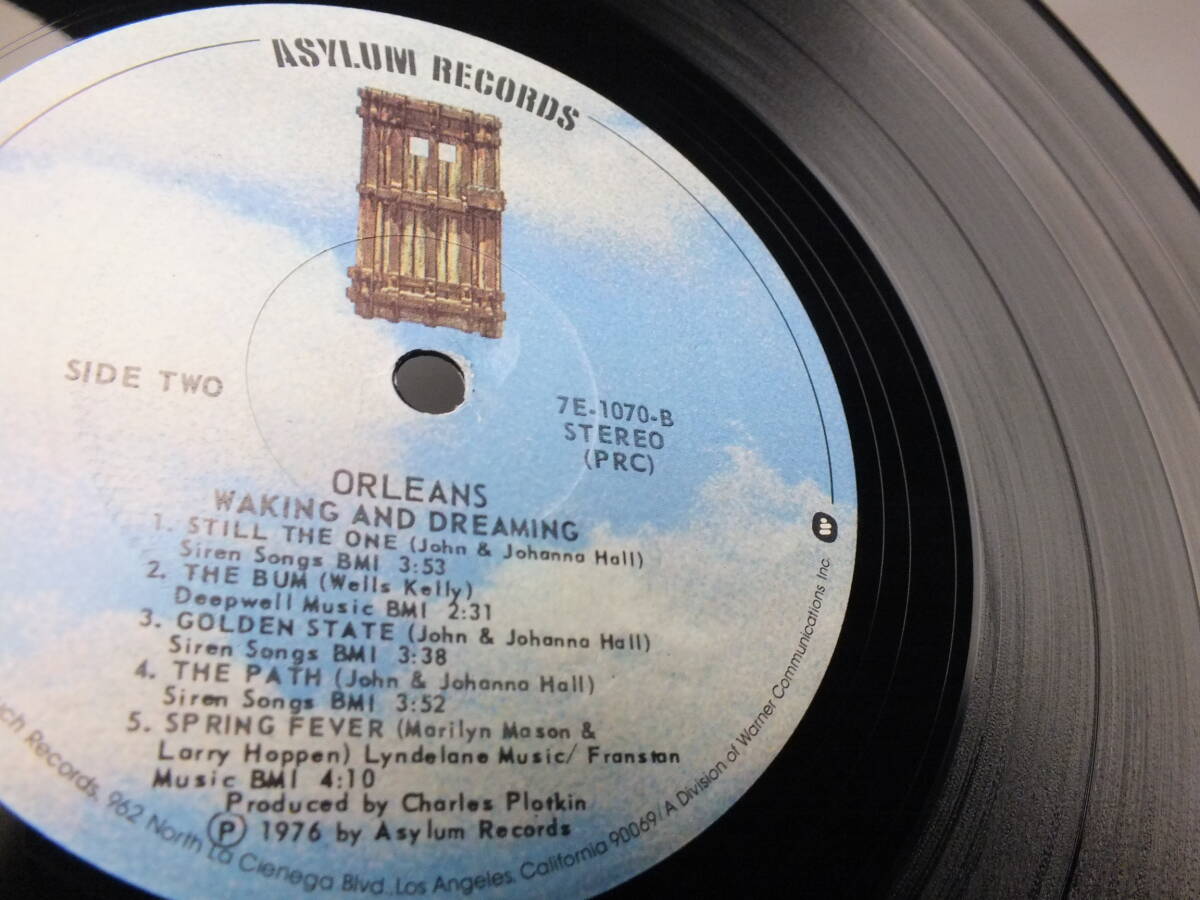 ASYLUM RECORDS
SIDE TWO
7E-1070-B
STEREO
(PRC)
ORLEANS
WAKING AND DREAMING
1. STILL THE ONE (John & Johanna Hall)
Siren Songs BMI 3:53
2. THE BUM (Wells Kelly)
Deepwell Music BMI 2:31
3. GOLDEN STATE (John & Johanna Hall)
Siren Songs BMI 3:38
4. THE PATH (John & Johanna Hall)
Siren Songs BMI 3:52
5. SPRING FEVER (Marilyn Mason &
Larry Hoppen) Lyndelane Music/ Franston
Music BMI 4:10
Produced by Charles Plotkin
Ⓟ 1976 by Asylum Records
Records, 962 North La Cienega Blvd., Los Angeles, California 90069/A Division of Warner Communications Inc.